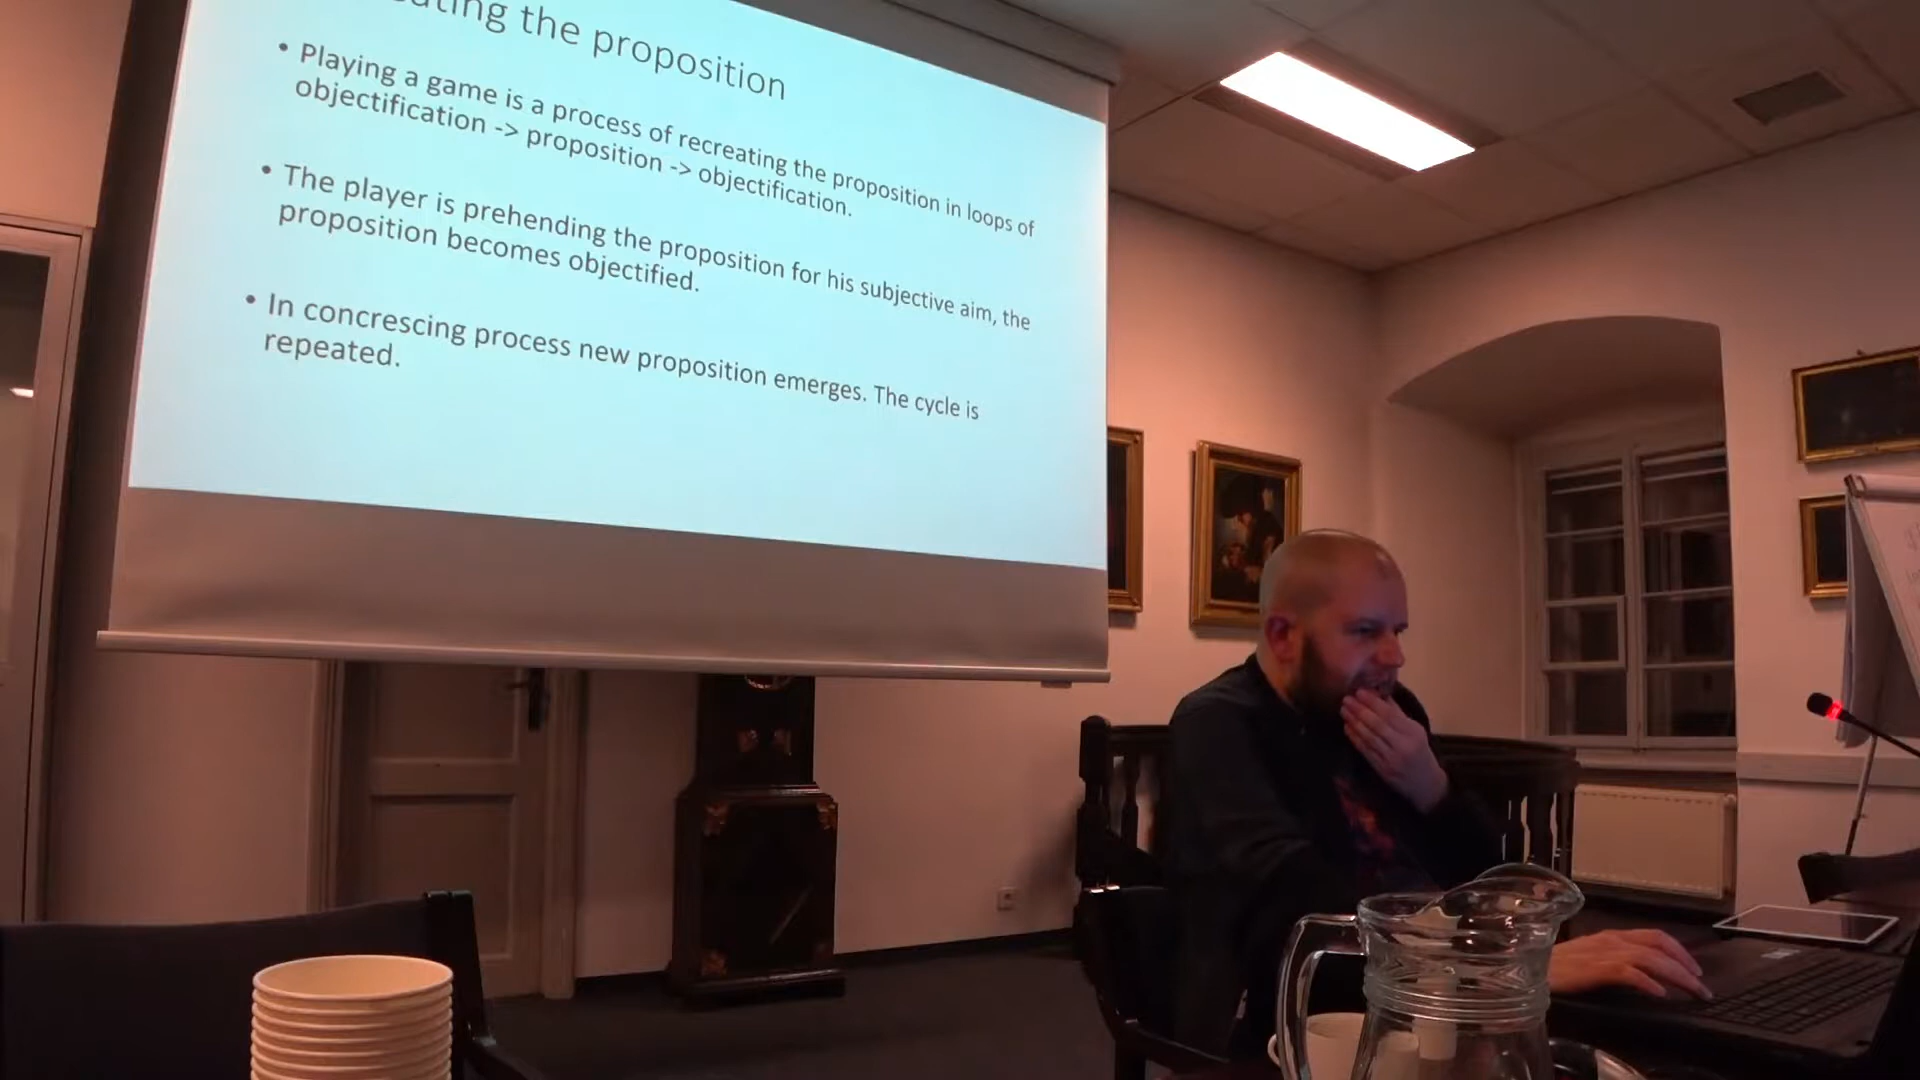 the proposition
• Playing a game is a process of recreating the proposition in loops of
objectification -> proposition -> objectification.
• The player is prehending the proposition for his subjective aim, the
proposition becomes objectified.
• In concrescing process new proposition emerges. The cycle is
repeated.